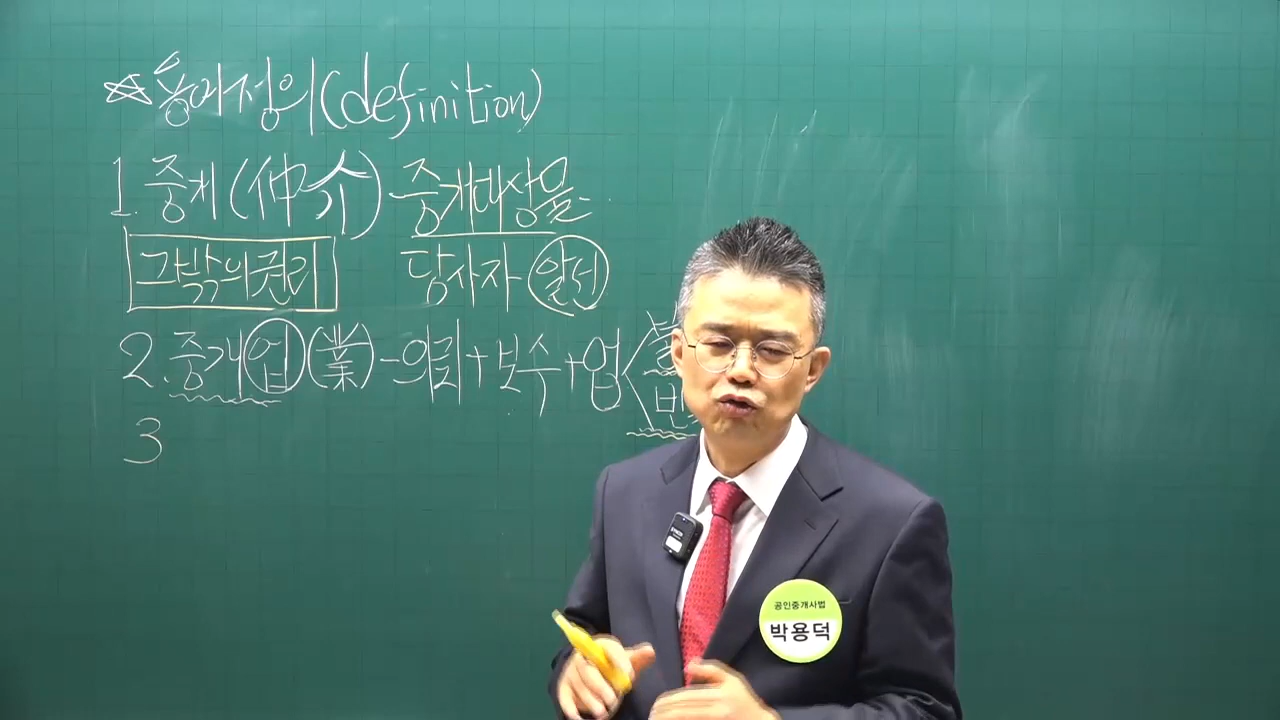 ☆용어정의(definition)
1. 중개(仲介)-중개대상물
그밖의권리 당사자-알선
2. 중개업(業)-의뢰+보수+업<
3
공인중개사법
박용덕